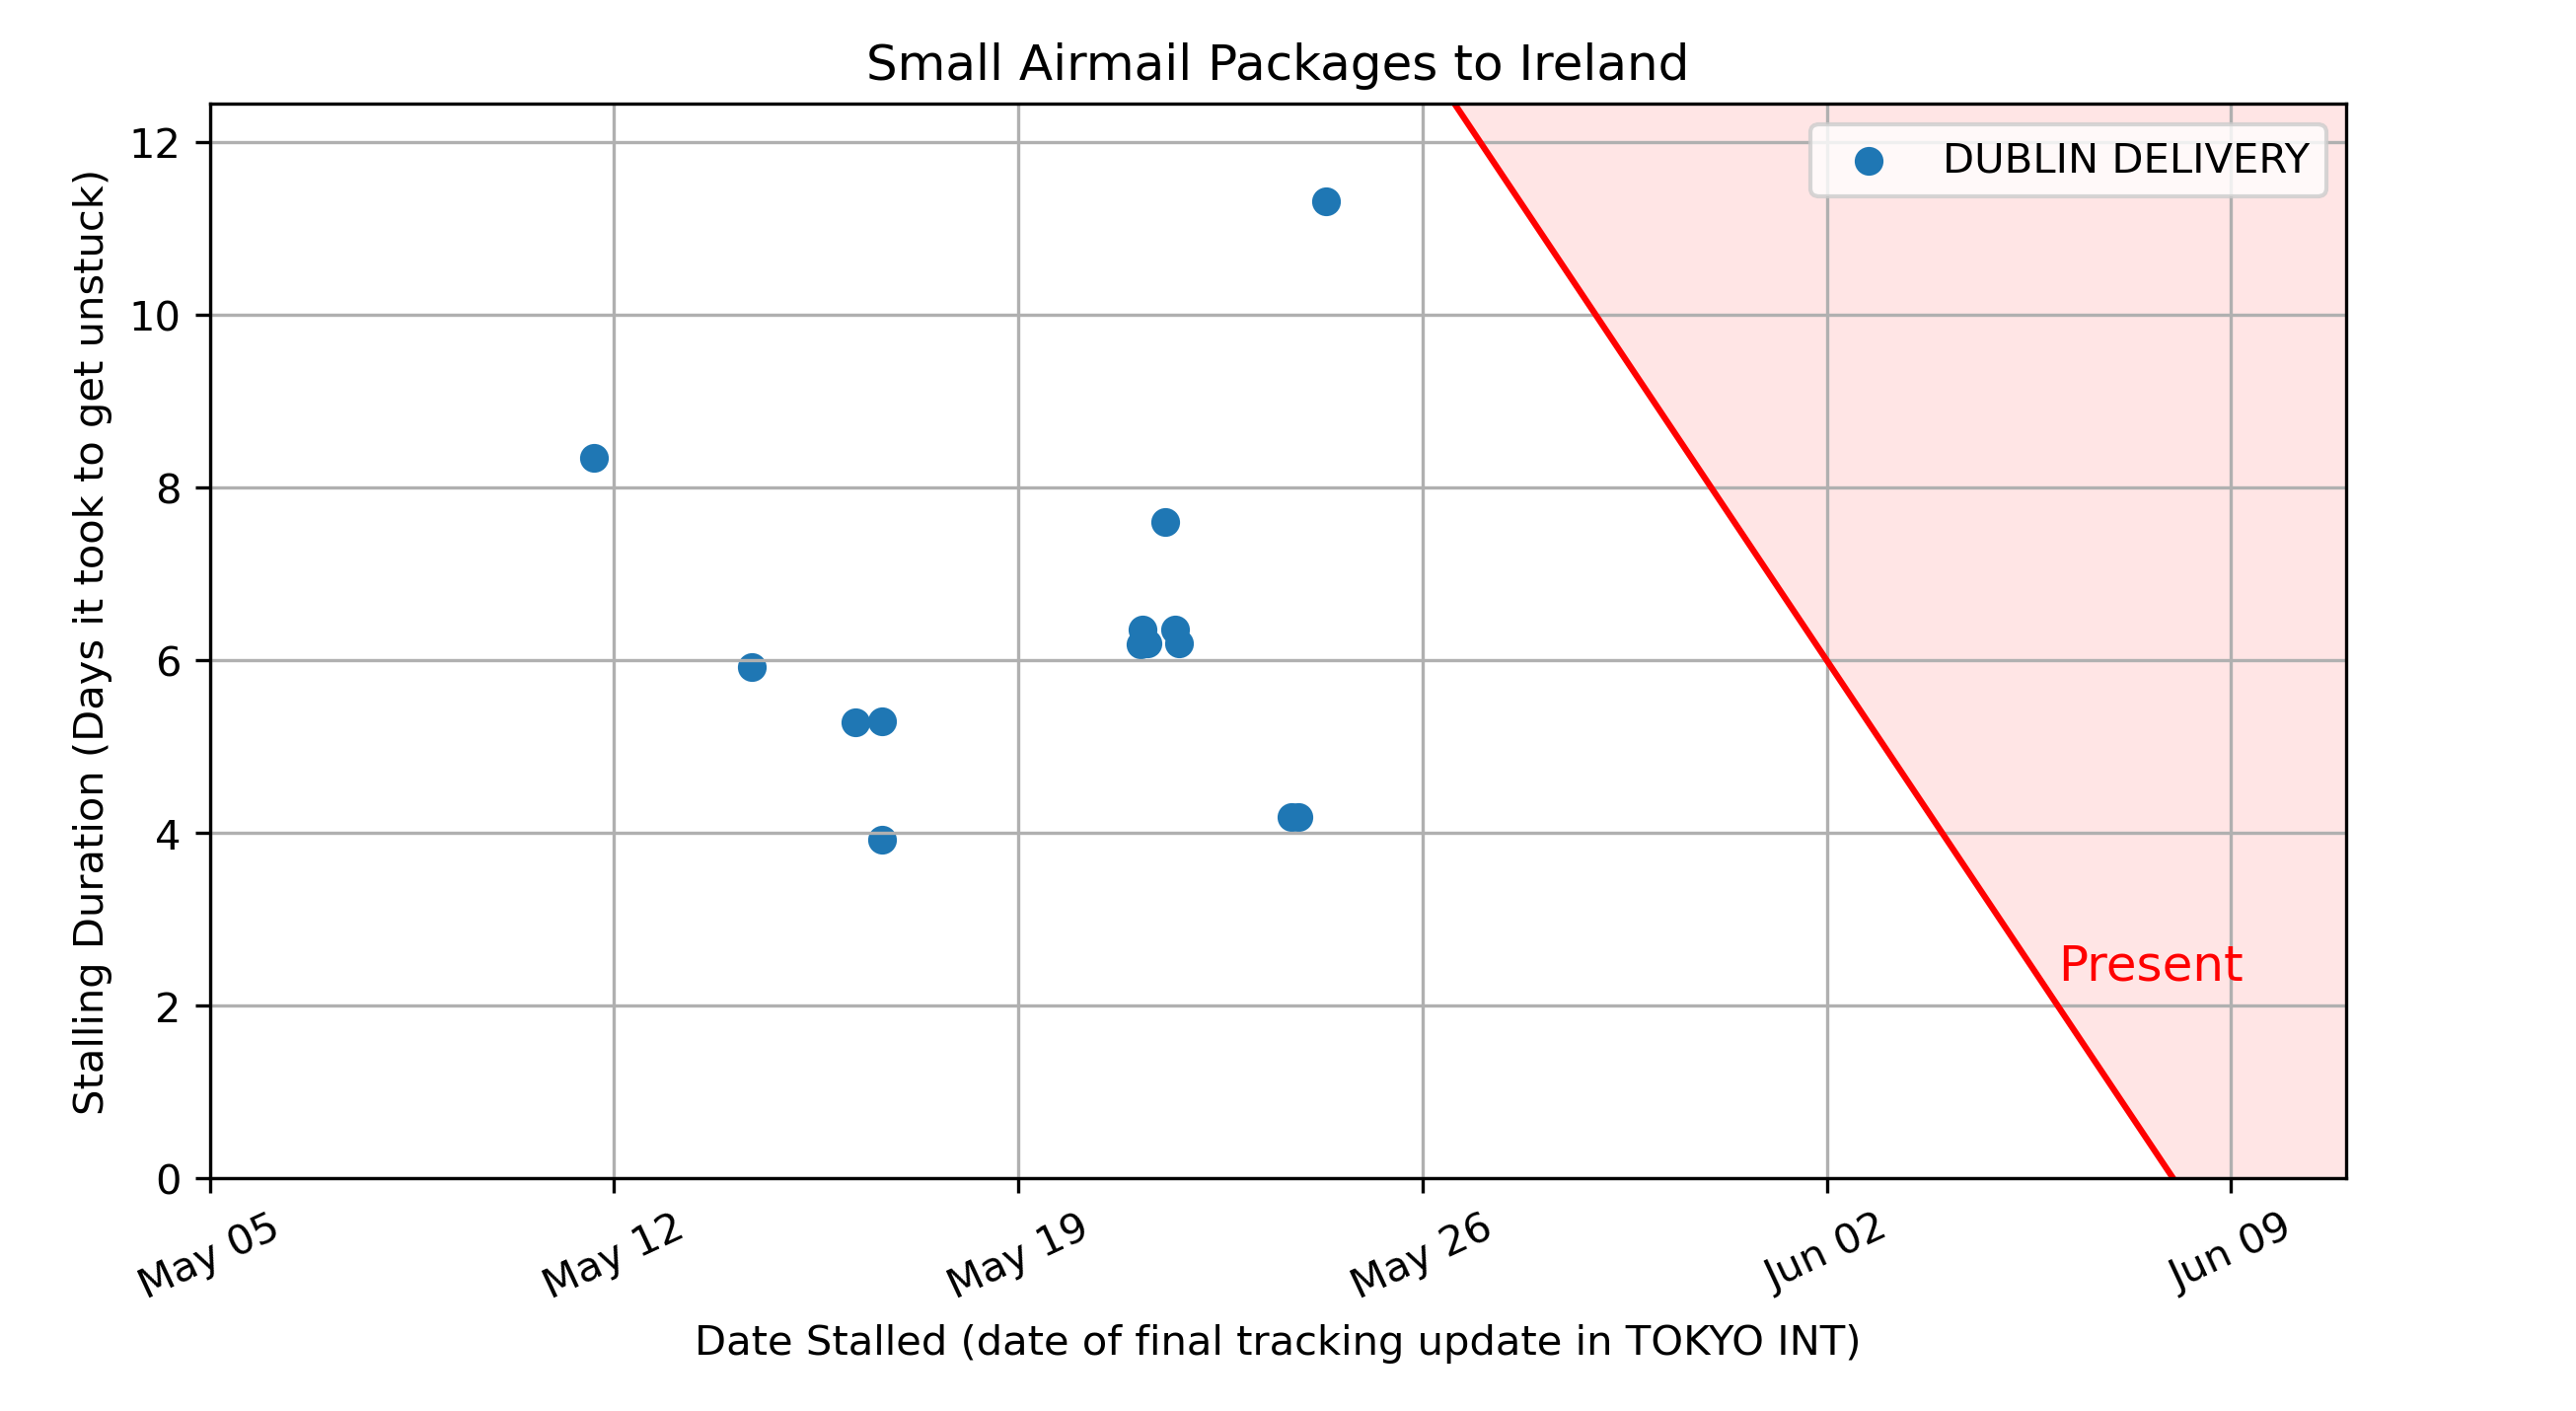 Small Airmail Packages to Ireland
DUBLIN DELIVERY
Stalling Duration (Days it took to get unstuck)
12
10
8
6
4
2
0
Present
May 05
May 12
May 19
May 26
Jun 02
Jun 09
Date Stalled (date of final tracking update in TOKYO INT)